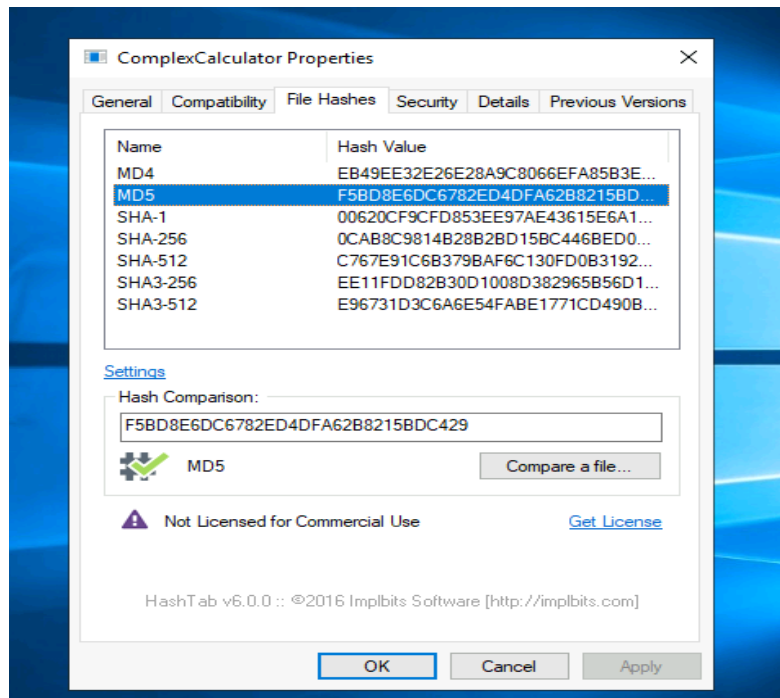 ComplexCalculator Properties
General Compatibility File Hashes Security Details Previous Versions
Name Hash Value
MD4 EB49EE32E26E28A9C8066EFA85B3E...
MD5 F5BD8E6DC6782ED4DFA62B8215BD...
SHA-1 00620CF9CFD853EE97AE43615E6A1...
SHA-256 0CAB8C9814B28B2BD15BC446BED0...
SHA-512 C767E91C6B379BAF6C130FD0B3192...
SHA3-256 EE11FDD82B30D1008D382965B56D1...
SHA3-512 E96731D3C6A6E54FABE1771CD490B...
Settings
Hash Comparison:
F5BD8E6DC6782ED4DFA62B8215BDC429
MD5 Compare a file...
Not Licensed for Commercial Use Get License
HashTab v6.0.0 :: ©2016 Implbits Software [http://implbits.com]
OK Cancel Apply